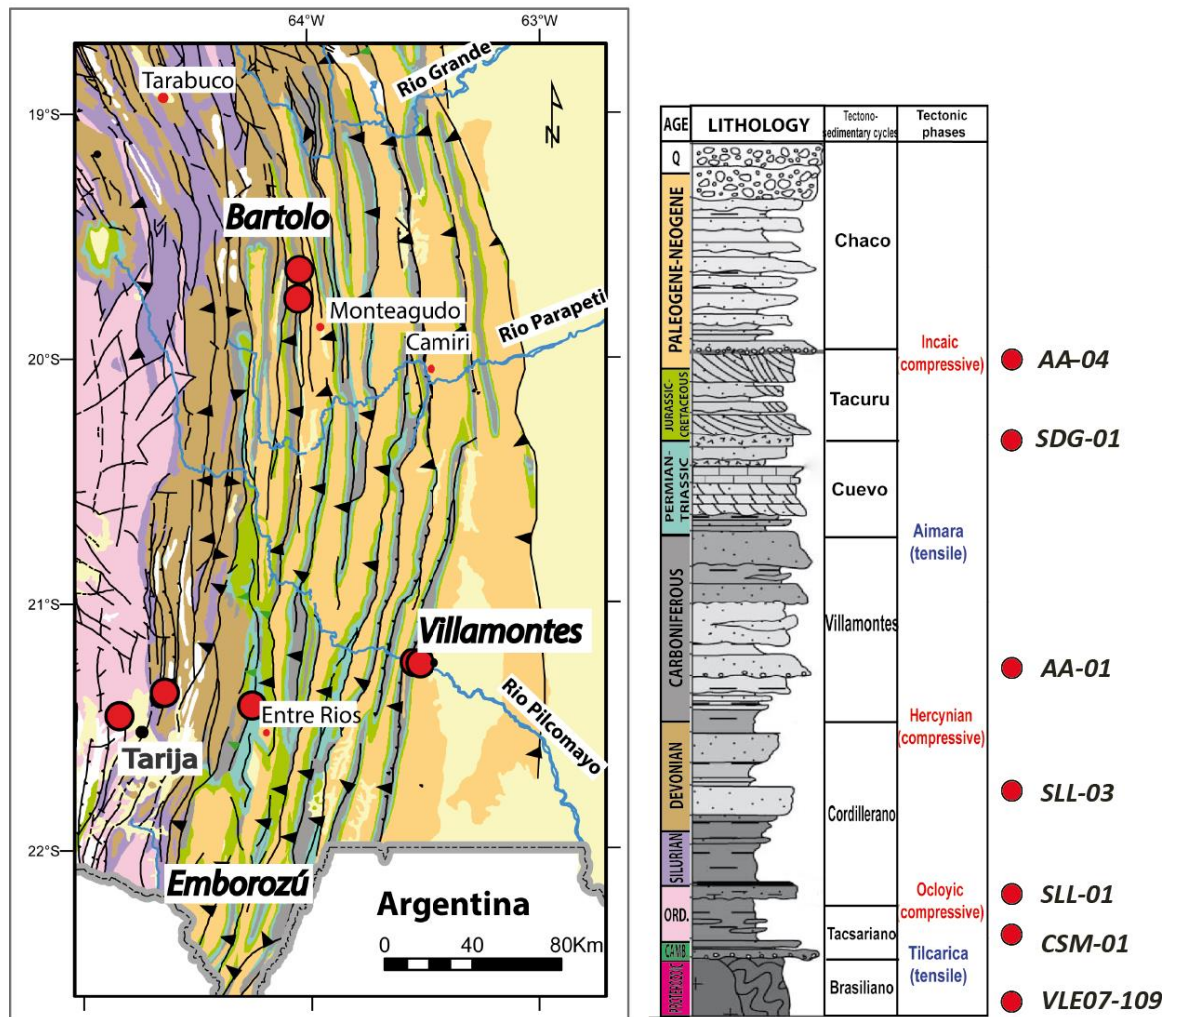 64°W
63°W
19°S
20°S
21°S
22°S
Tarabuco
Rio Grande
N
Bartolo
Monteagudo
Rio Parapeti
Camiri
Villamontes
Entre Rios
Rio Pilcomayo
Tarija
Emborozú
Argentina
0 40 80Km
AGE
LITHOLOGY
Tectono-
sedimentary cycles
Tectonic
phases
Q
PALEOGENE-NEOGENE
JURASSIC-
CRETACEOUS
PERMIAN-
TRIASSIC
CARBONIFEROUS
DEVONIAN
SILURIAN
ORD.
CAMB.
PROTEROZOIC
Chaco
Tacuru
Cuevo
Villamontes
Cordillerano
Tacsariano
Brasiliano
Incaic
(compressive)
Aimara
(tensile)
Hercynian
(compressive)
Ocloyic
(compressive)
Tilcarica
(tensile)
AA-04
SDG-01
AA-01
SLL-03
SLL-01
CSM-01
VLE07-109